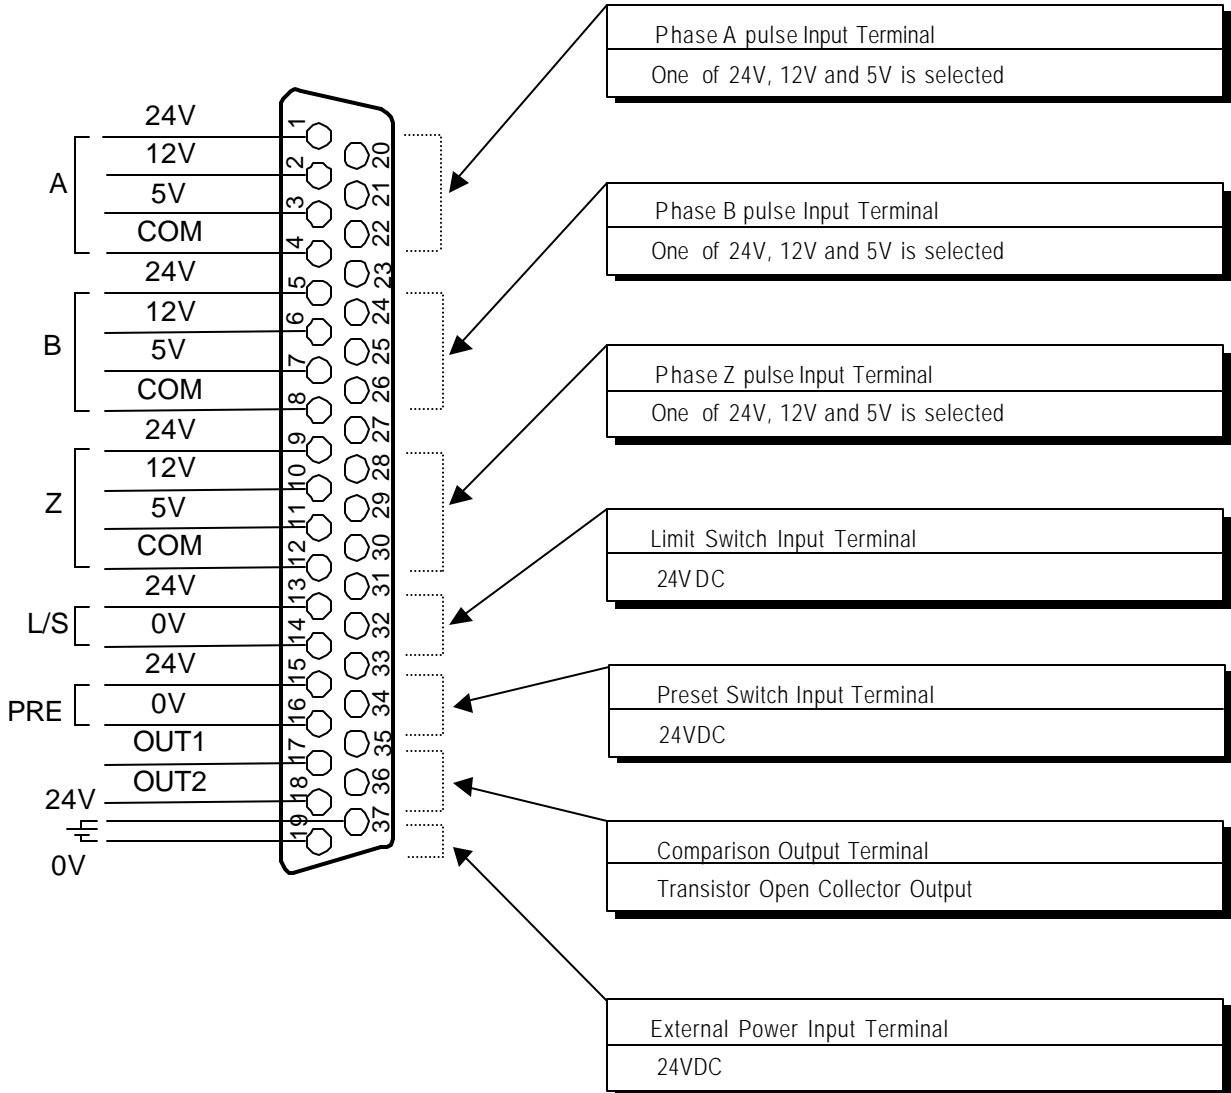 A
24V
12V
5V
COM
B
24V
12V
5V
COM
Z
24V
12V
5V
COM
L/S
24V
0V
PRE
24V
0V
OUT1
OUT2
24V
0V
1
2
3
4
5
6
7
8
9
10
11
12
13
14
15
16
17
18
19
20
21
22
23
24
25
26
27
28
29
30
31
32
33
34
35
36
37
Phase A pulse Input Terminal
One of 24V, 12V and 5V is selected
Phase B pulse Input Terminal
One of 24V, 12V and 5V is selected
Phase Z pulse Input Terminal
One of 24V, 12V and 5V is selected
Limit Switch Input Terminal
24V DC
Preset Switch Input Terminal
24VDC
Comparison Output Terminal
Transistor Open Collector Output
External Power Input Terminal
24VDC